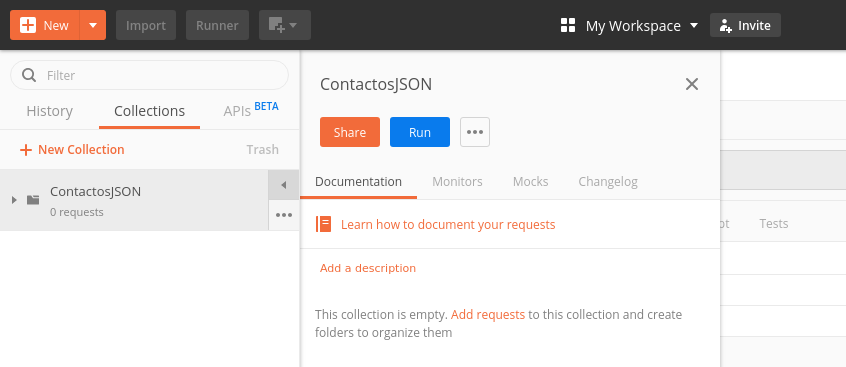 New
Import
Runner
My Workspace
Invite
Filter
History
Collections
APIs BETA
New Collection
Trash
ContactosJSON
0 requests
ContactosJSON
Share
Run
Documentation
Monitors
Mocks
Changelog
Learn how to document your requests
Add a description
This collection is empty. Add requests to this collection and create
folders to organize them
Tests